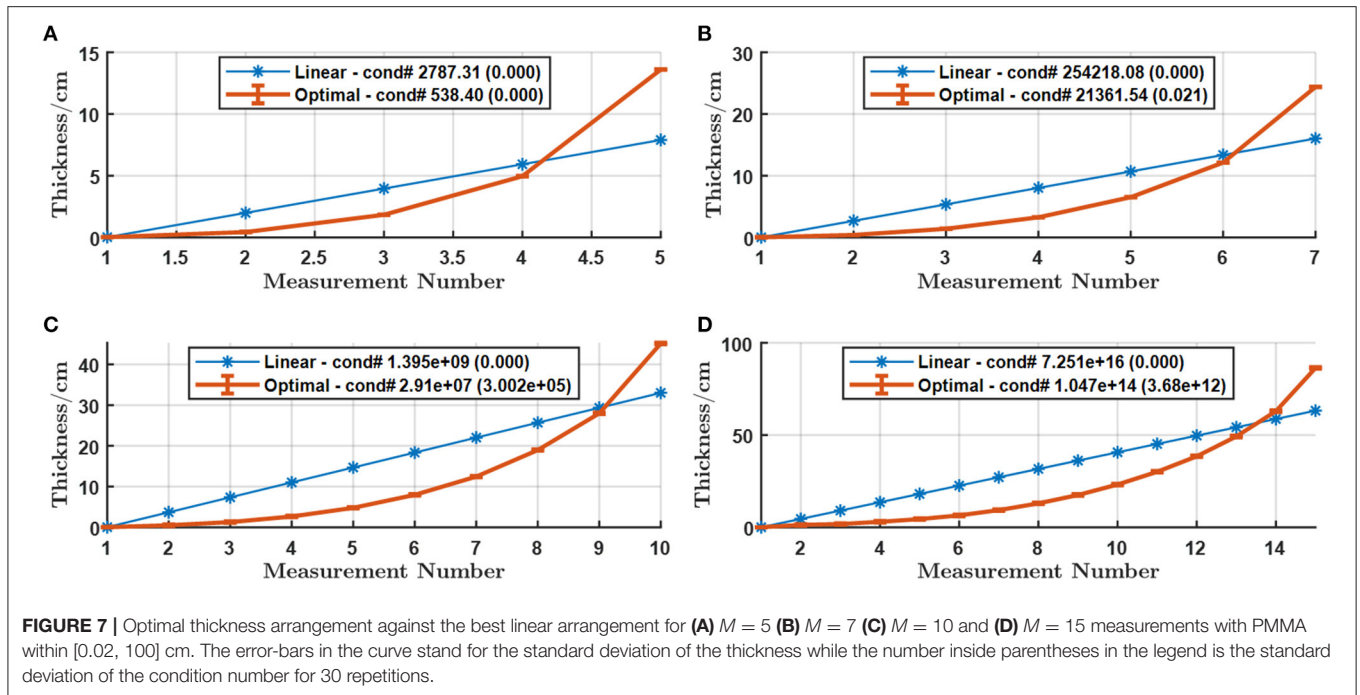 A
Thickness/cm
15
10
5
0
Linear - cond# 2787.31 (0.000)
Optimal - cond# 538.40 (0.000)
1 1.5 2 2.5 3 3.5 4 4.5 5
Measurement Number
B
Thickness/cm
30
20
10
0
Linear - cond# 254218.08 (0.000)
Optimal - cond# 21361.54 (0.021)
1 2 3 4 5 6 7
Measurement Number
C
Thickness/cm
40
30
20
10
0
Linear - cond# 1.395e+09 (0.000)
Optimal - cond# 2.91e+07 (3.002e+05)
1 2 3 4 5 6 7 8 9 10
Measurement Number
D
Thickness/cm
100
50
0
Linear - cond# 7.251e+16 (0.000)
Optimal - cond# 1.047e+14 (3.68e+12)
2 4 6 8 10 12 14
Measurement Number
FIGURE 7 | Optimal thickness arrangement against the best linear arrangement for (A) M = 5 (B) M = 7 (C) M = 10 and (D) M = 15 measurements with PMMA
within [0.02, 100] cm. The error-bars in the curve stand for the standard deviation of the thickness while the number inside parentheses in the legend is the standard
deviation of the condition number for 30 repetitions.